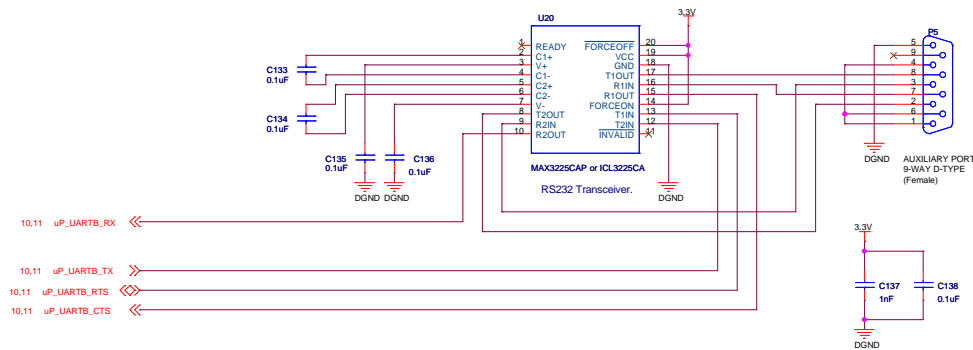 U20
3.3V
P5
1 READY FORCEOFF 20
2 C1+ VCC 19
3 V+ GND 18
4 C1- T1OUT 17
5 C2+ R1IN 16
6 C2- R1OUT 15
7 V- FORCEON 14
8 T2OUT T1IN 13
9 R2IN T2IN 12
10 R2OUT INVALID 11
C133
0.1uF
C134
0.1uF
C135
0.1uF
C136
0.1uF
DGND DGND
MAX3225CAP or ICL3225CA
RS232 Transceiver.
DGND
5
9
4
8
3
7
2
6
1
DGND
AUXILIARY PORT
9-WAY D-TYPE
(Female)
10,11 uP_UARTB_RX
10,11 uP_UARTB_TX
10,11 uP_UARTB_RTS
10,11 uP_UARTB_CTS
3.3V
C137
1nF
C138
0.1uF
DGND